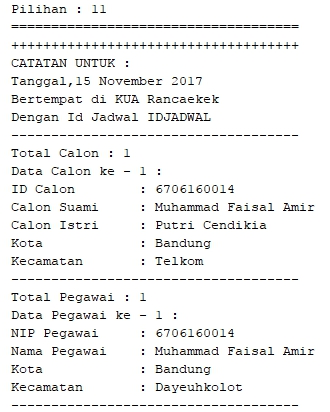 Pilihan : 11
====================================
++++++++++++++++++++++++++++++++++++
CATATAN UNTUK :
Tanggal,15 November 2017
Bertempat di KUA Rancaekek
Dengan Id Jadwal IDJADWAL
------------------------------------
Total Calon : 1
Data Calon ke - 1 :
ID Calon        : 6706160014
Calon Suami     : Muhammad Faisal Amir
Calon Istri     : Putri Cendikia
Kota            : Bandung
Kecamatan       : Telkom
------------------------------------
Total Pegawai : 1
Data Pegawai ke - 1 :
NIP Pegawai     : 6706160014
Nama Pegawai    : Muhammad Faisal Amir
Kota            : Bandung
Kecamatan       : Dayeuhkolot
------------------------------------